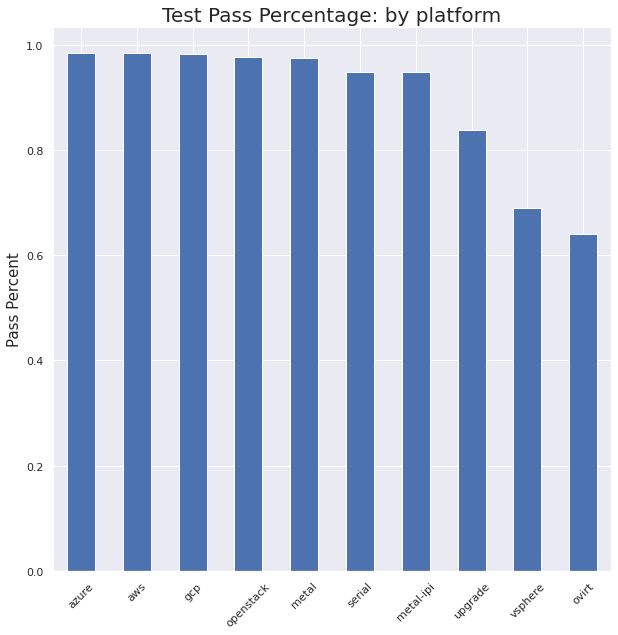 Test Pass Percentage: by platform
Pass Percent
1.0
0.8
0.6
0.4
0.2
0.0
azure
aws
gcp
openstack
metal
serial
metal-ipi
upgrade
vsphere
ovirt